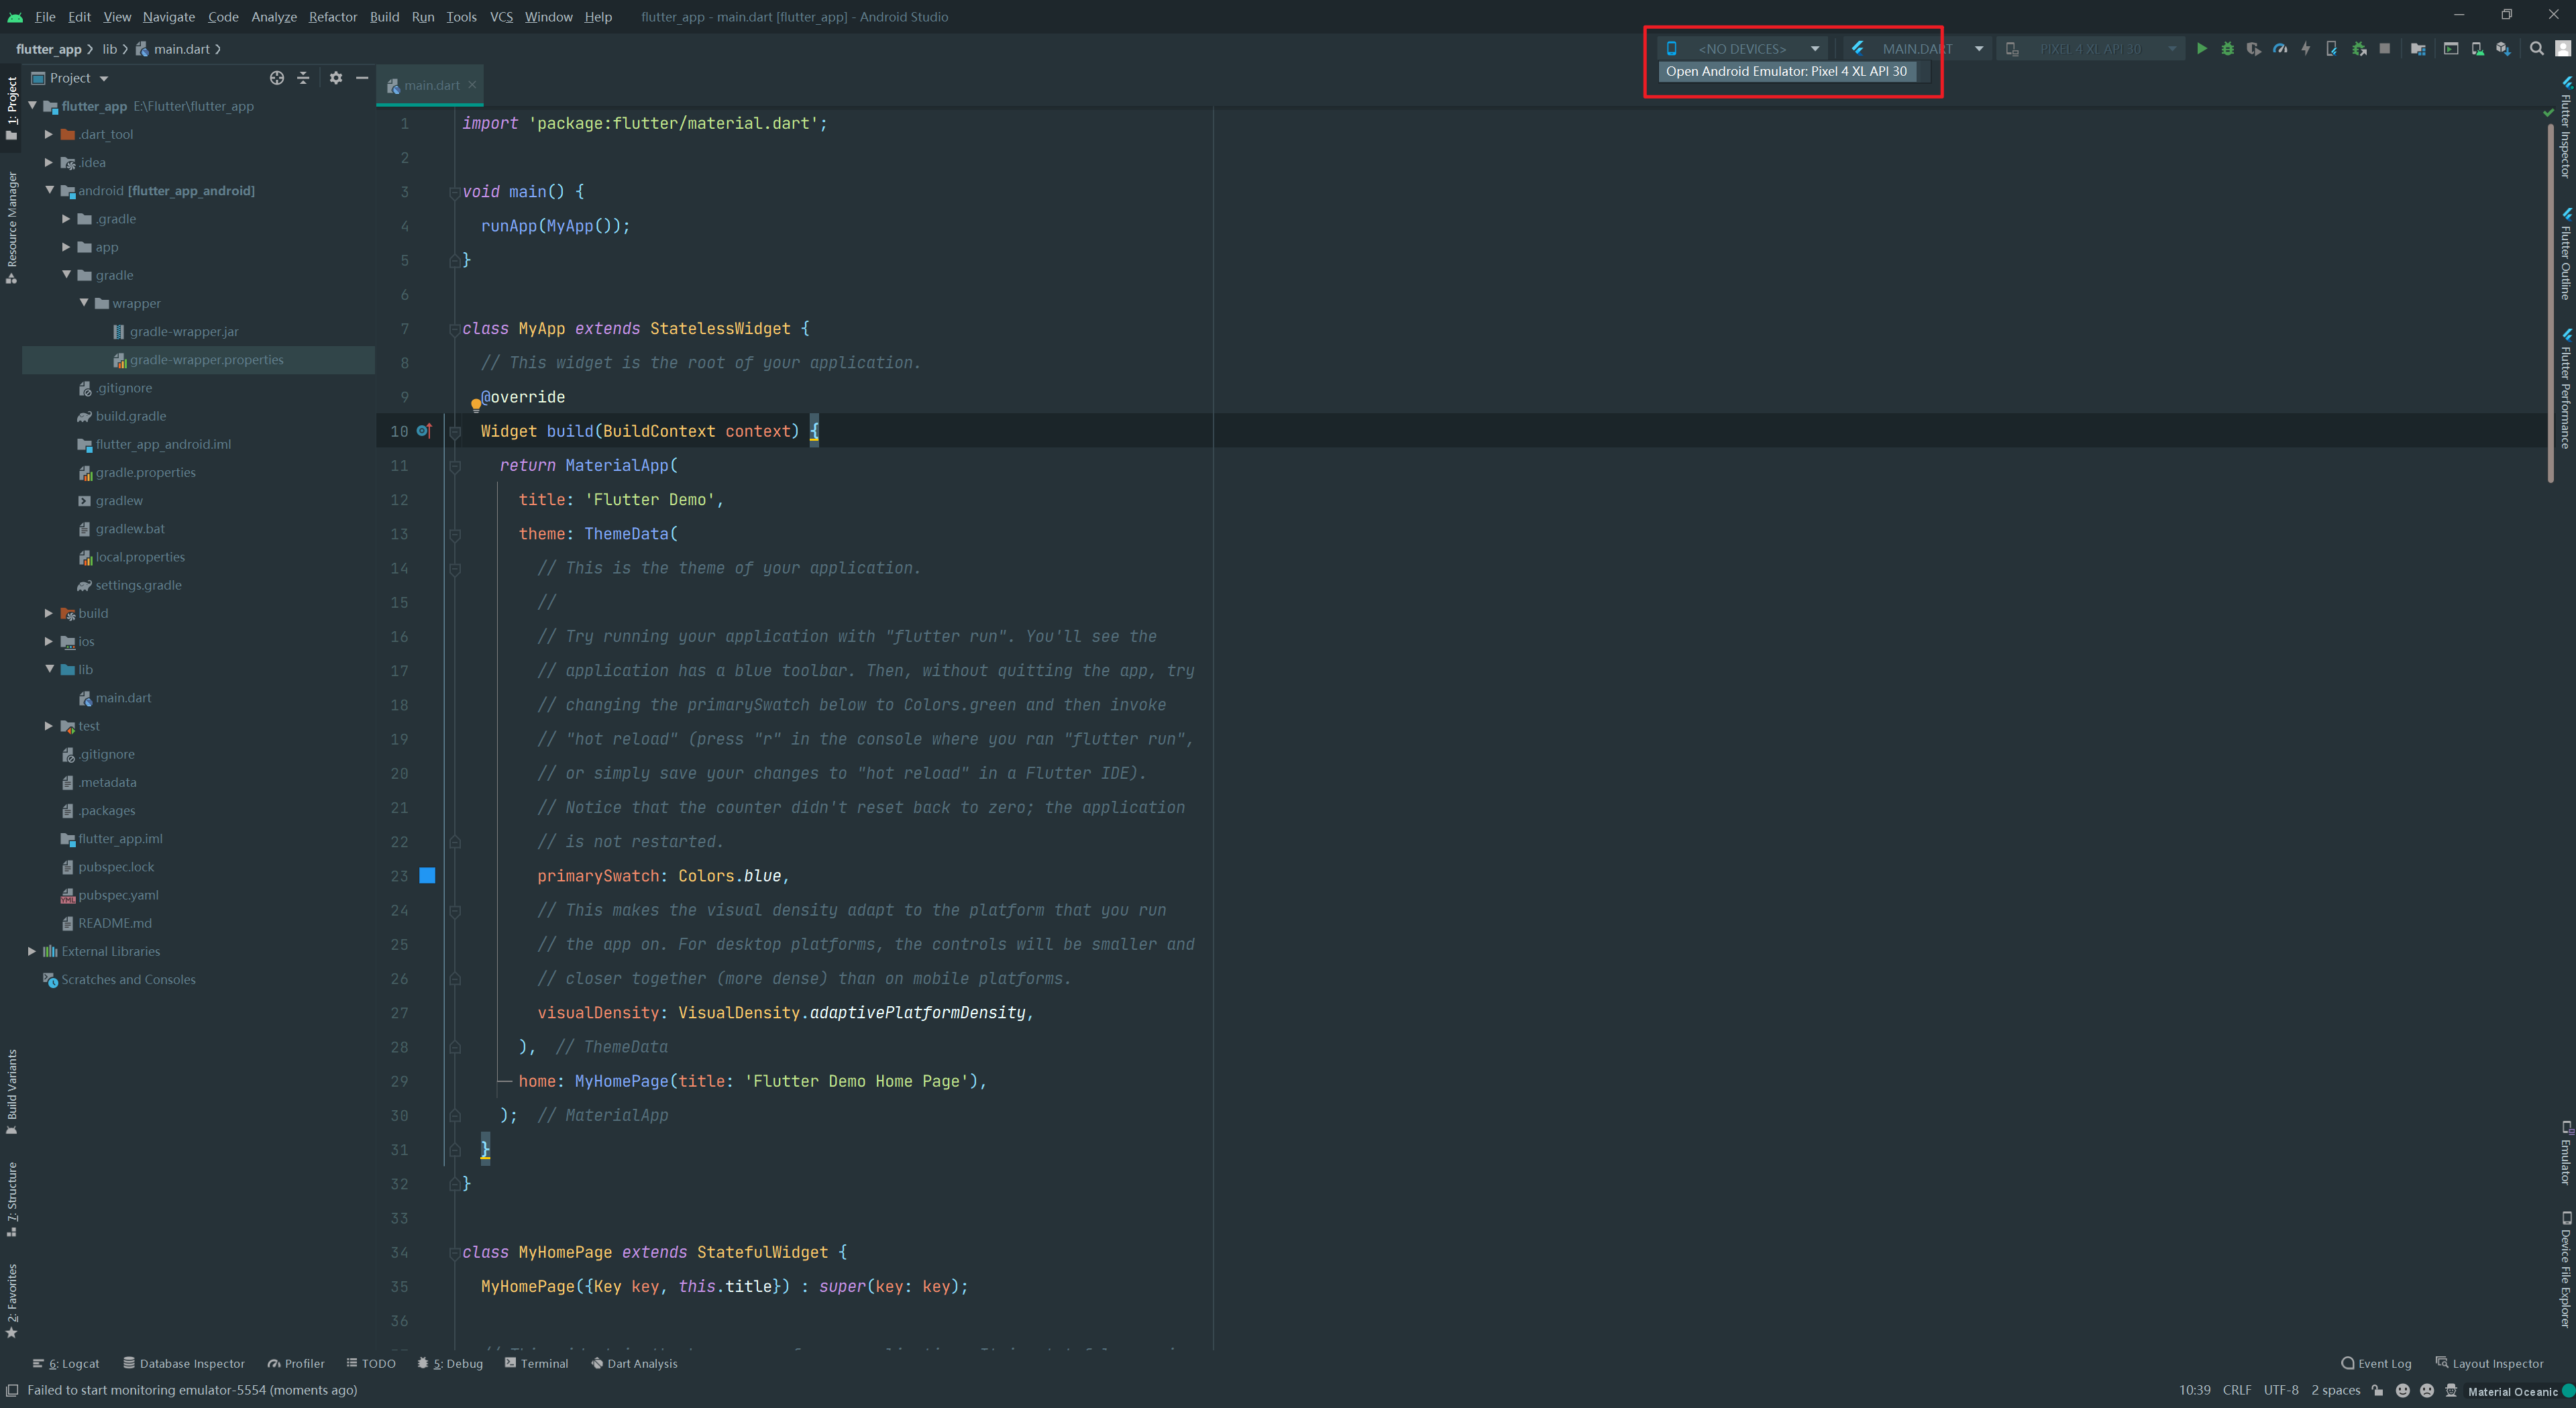 File Edit View Navigate Code Analyze Refactor Build Run Tools VCS Window Help flutter_app - main.dart [flutter_app] - Android Studio
flutter_app lib main.dart
<NO DEVICES> MAIN.DART PIXEL 4 XL API 30
Open Android Emulator: Pixel 4 XL API 30
Project
main.dart
1: Project
Resource Manager
Build Variants
7: Structure
2: Favorites
flutter_app E:\Flutter\flutter_app
.dart_tool
.idea
android [flutter_app_android]
.gradle
app
gradle
wrapper
gradle-wrapper.jar
gradle-wrapper.properties
.gitignore
build.gradle
flutter_app_android.iml
gradle.properties
gradlew
gradlew.bat
local.properties
settings.gradle
build
ios
lib
main.dart
test
.gitignore
.metadata
.packages
flutter_app.iml
pubspec.lock
pubspec.yaml
README.md
External Libraries
Scratches and Consoles
1 import 'package:flutter/material.dart';
2
3 void main() {
4 runApp(MyApp());
5 }
6
7 class MyApp extends StatelessWidget {
8 // This widget is the root of your application.
9 @override
10 Widget build(BuildContext context) {
11 return MaterialApp(
12 title: 'Flutter Demo',
13 theme: ThemeData(
14 // This is the theme of your application.
15 //
16 // Try running your application with "flutter run". You'll see the
17 // application has a blue toolbar. Then, without quitting the app, try
18 // changing the primarySwatch below to Colors.green and then invoke
19 // "hot reload" (press "r" in the console where you ran "flutter run",
20 // or simply save your changes to "hot reload" in a Flutter IDE).
21 // Notice that the counter didn't reset back to zero; the application
22 // is not restarted.
23 primarySwatch: Colors.blue,
24 // This makes the visual density adapt to the platform that you run
25 // the app on. For desktop platforms, the controls will be smaller and
26 // closer together (more dense) than on mobile platforms.
27 visualDensity: VisualDensity.adaptivePlatformDensity,
28 ), // ThemeData
29 home: MyHomePage(title: 'Flutter Demo Home Page'),
30 ); // MaterialApp
31 }
32 }
33
34 class MyHomePage extends StatefulWidget {
35 MyHomePage({Key key, this.title}) : super(key: key);
36
Flutter Inspector
Flutter Outline
Flutter Performance
Emulator
Device File Explorer
6: Logcat Database Inspector Profiler TODO 5: Debug Terminal Dart Analysis Event Log Layout Inspector
Failed to start monitoring emulator-5554 (moments ago) 10:39 CRLF UTF-8 2 spaces Material Oceanic